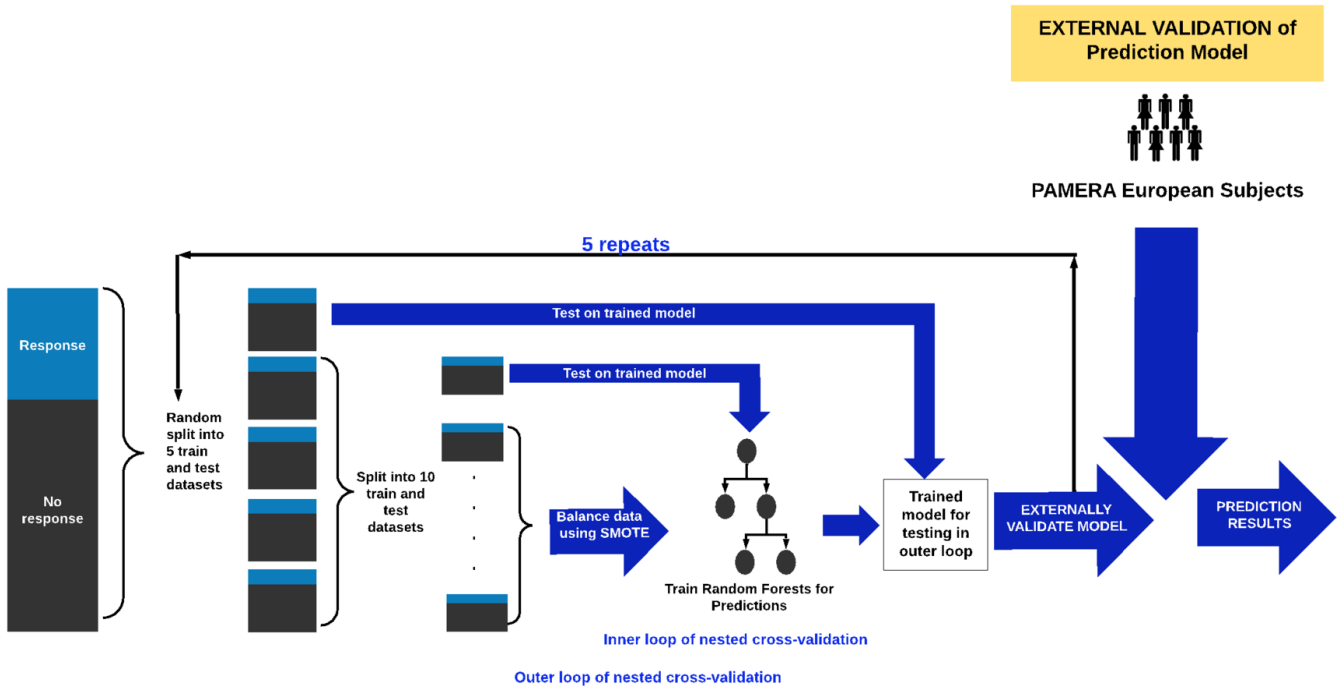 EXTERNAL VALIDATION of
Prediction Model
PAMERA European Subjects
5 repeats
Response
No
response
Random
split into
5 train
and test
datasets
Test on trained model
Test on trained model
Split into 10
train and
test
datasets
Balance data
using SMOTE
Train Random Forests for
Predictions
Trained
model for
testing in
outer loop
EXTERNALLY
VALIDATE MODEL
PREDICTION
RESULTS
Inner loop of nested cross-validation
Outer loop of nested cross-validation